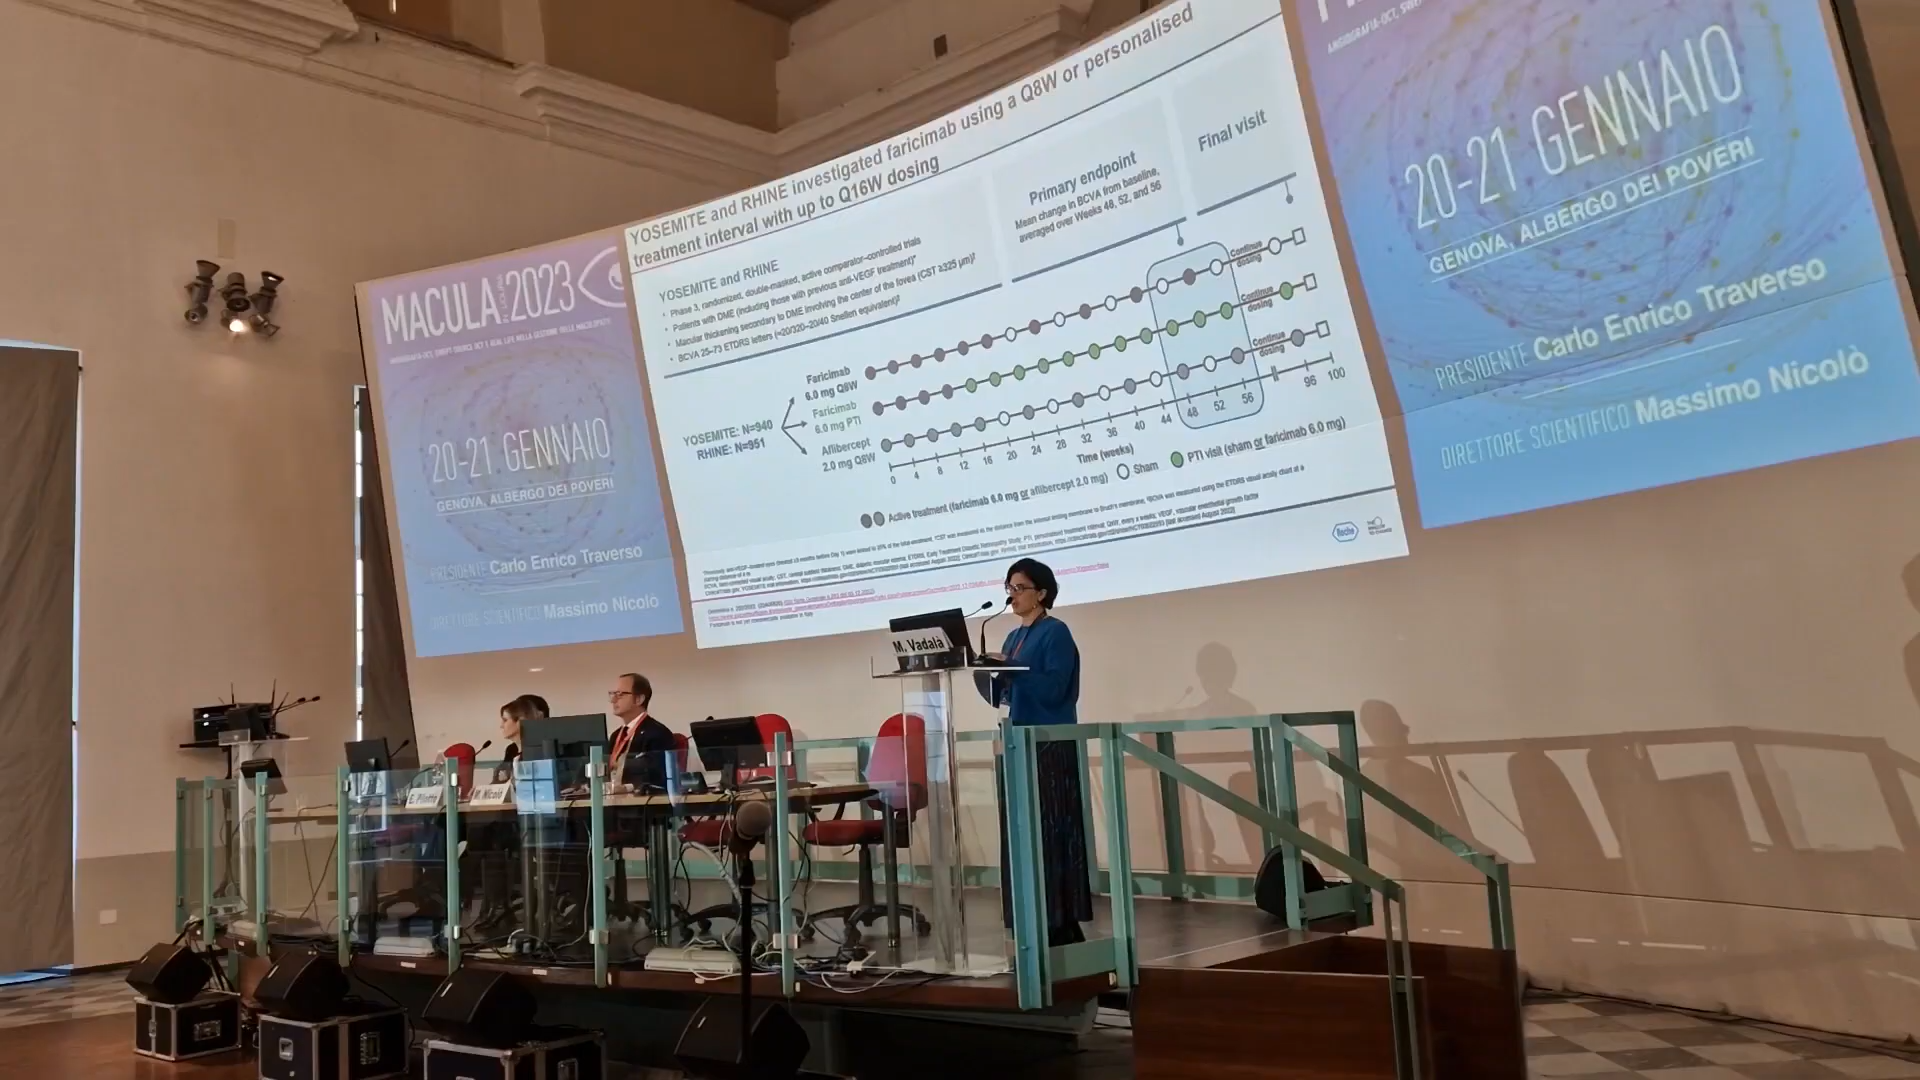 MACULA 2023
20-21 GENNAIO
GENOVA, ALBERGO DEI POVERI
PRESIDENTE Carlo Enrico Traverso
DIRETTORE SCIENTIFICO Massimo Nicolò
YOSEMITE and RHINE investigated faricimab using a Q8W or personalised
treatment interval with up to Q16W dosing
YOSEMITE and RHINE
• Phase 3, randomized, double-masked, active comparator–controlled trials
• Patients with DME (including those with previous anti-VEGF treatment)*
• Macular thickening secondary to DME involving the center of the fovea (CST ≥325 µm)†
• BCVA 25–73 ETDRS letters (≈20/320–20/40 Snellen equivalent)‡
Primary endpoint
Mean change in BCVA from baseline,
averaged over Weeks 48, 52, and 56
Final visit
YOSEMITE: N=940
RHINE: N=951
Faricimab
6.0 mg Q8W
Faricimab
6.0 mg PTI
Aflibercept
2.0 mg Q8W
Continue
dosing
Continue
dosing
Continue
dosing
0 4 8 12 16 20 24 28 32 36 40 44 48 52 56 96 100
Time (weeks)
Active treatment (faricimab 6.0 mg or aflibercept 2.0 mg)
Sham
PTI visit (sham or faricimab 6.0 mg)
Roche
20-21 GENNAIO
GENOVA, ALBERGO DEI POVERI
PRESIDENTE Carlo Enrico Traverso
DIRETTORE SCIENTIFICO Massimo Nicolò
M. Vadalà
E. Pilotto
M. Nicolò